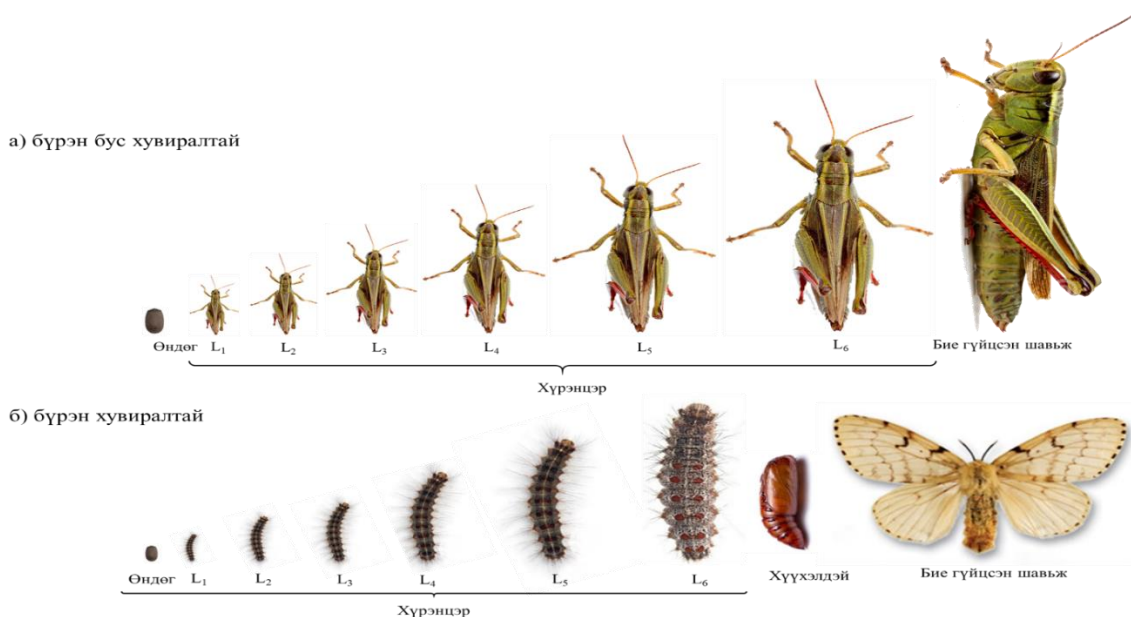 а) бүрэн бус хувиралтай
Өндөг L₁ L₂ L₃ L₄ L₅ L₆ Бие гүйцсэн шавьж
Хүрэнцэр
б) бүрэн хувиралтай
Өндөг L₁ L₂ L₃ L₄ L₅ L₆ Хүүхэлдэй Бие гүйцсэн шавьж
Хүрэнцэр